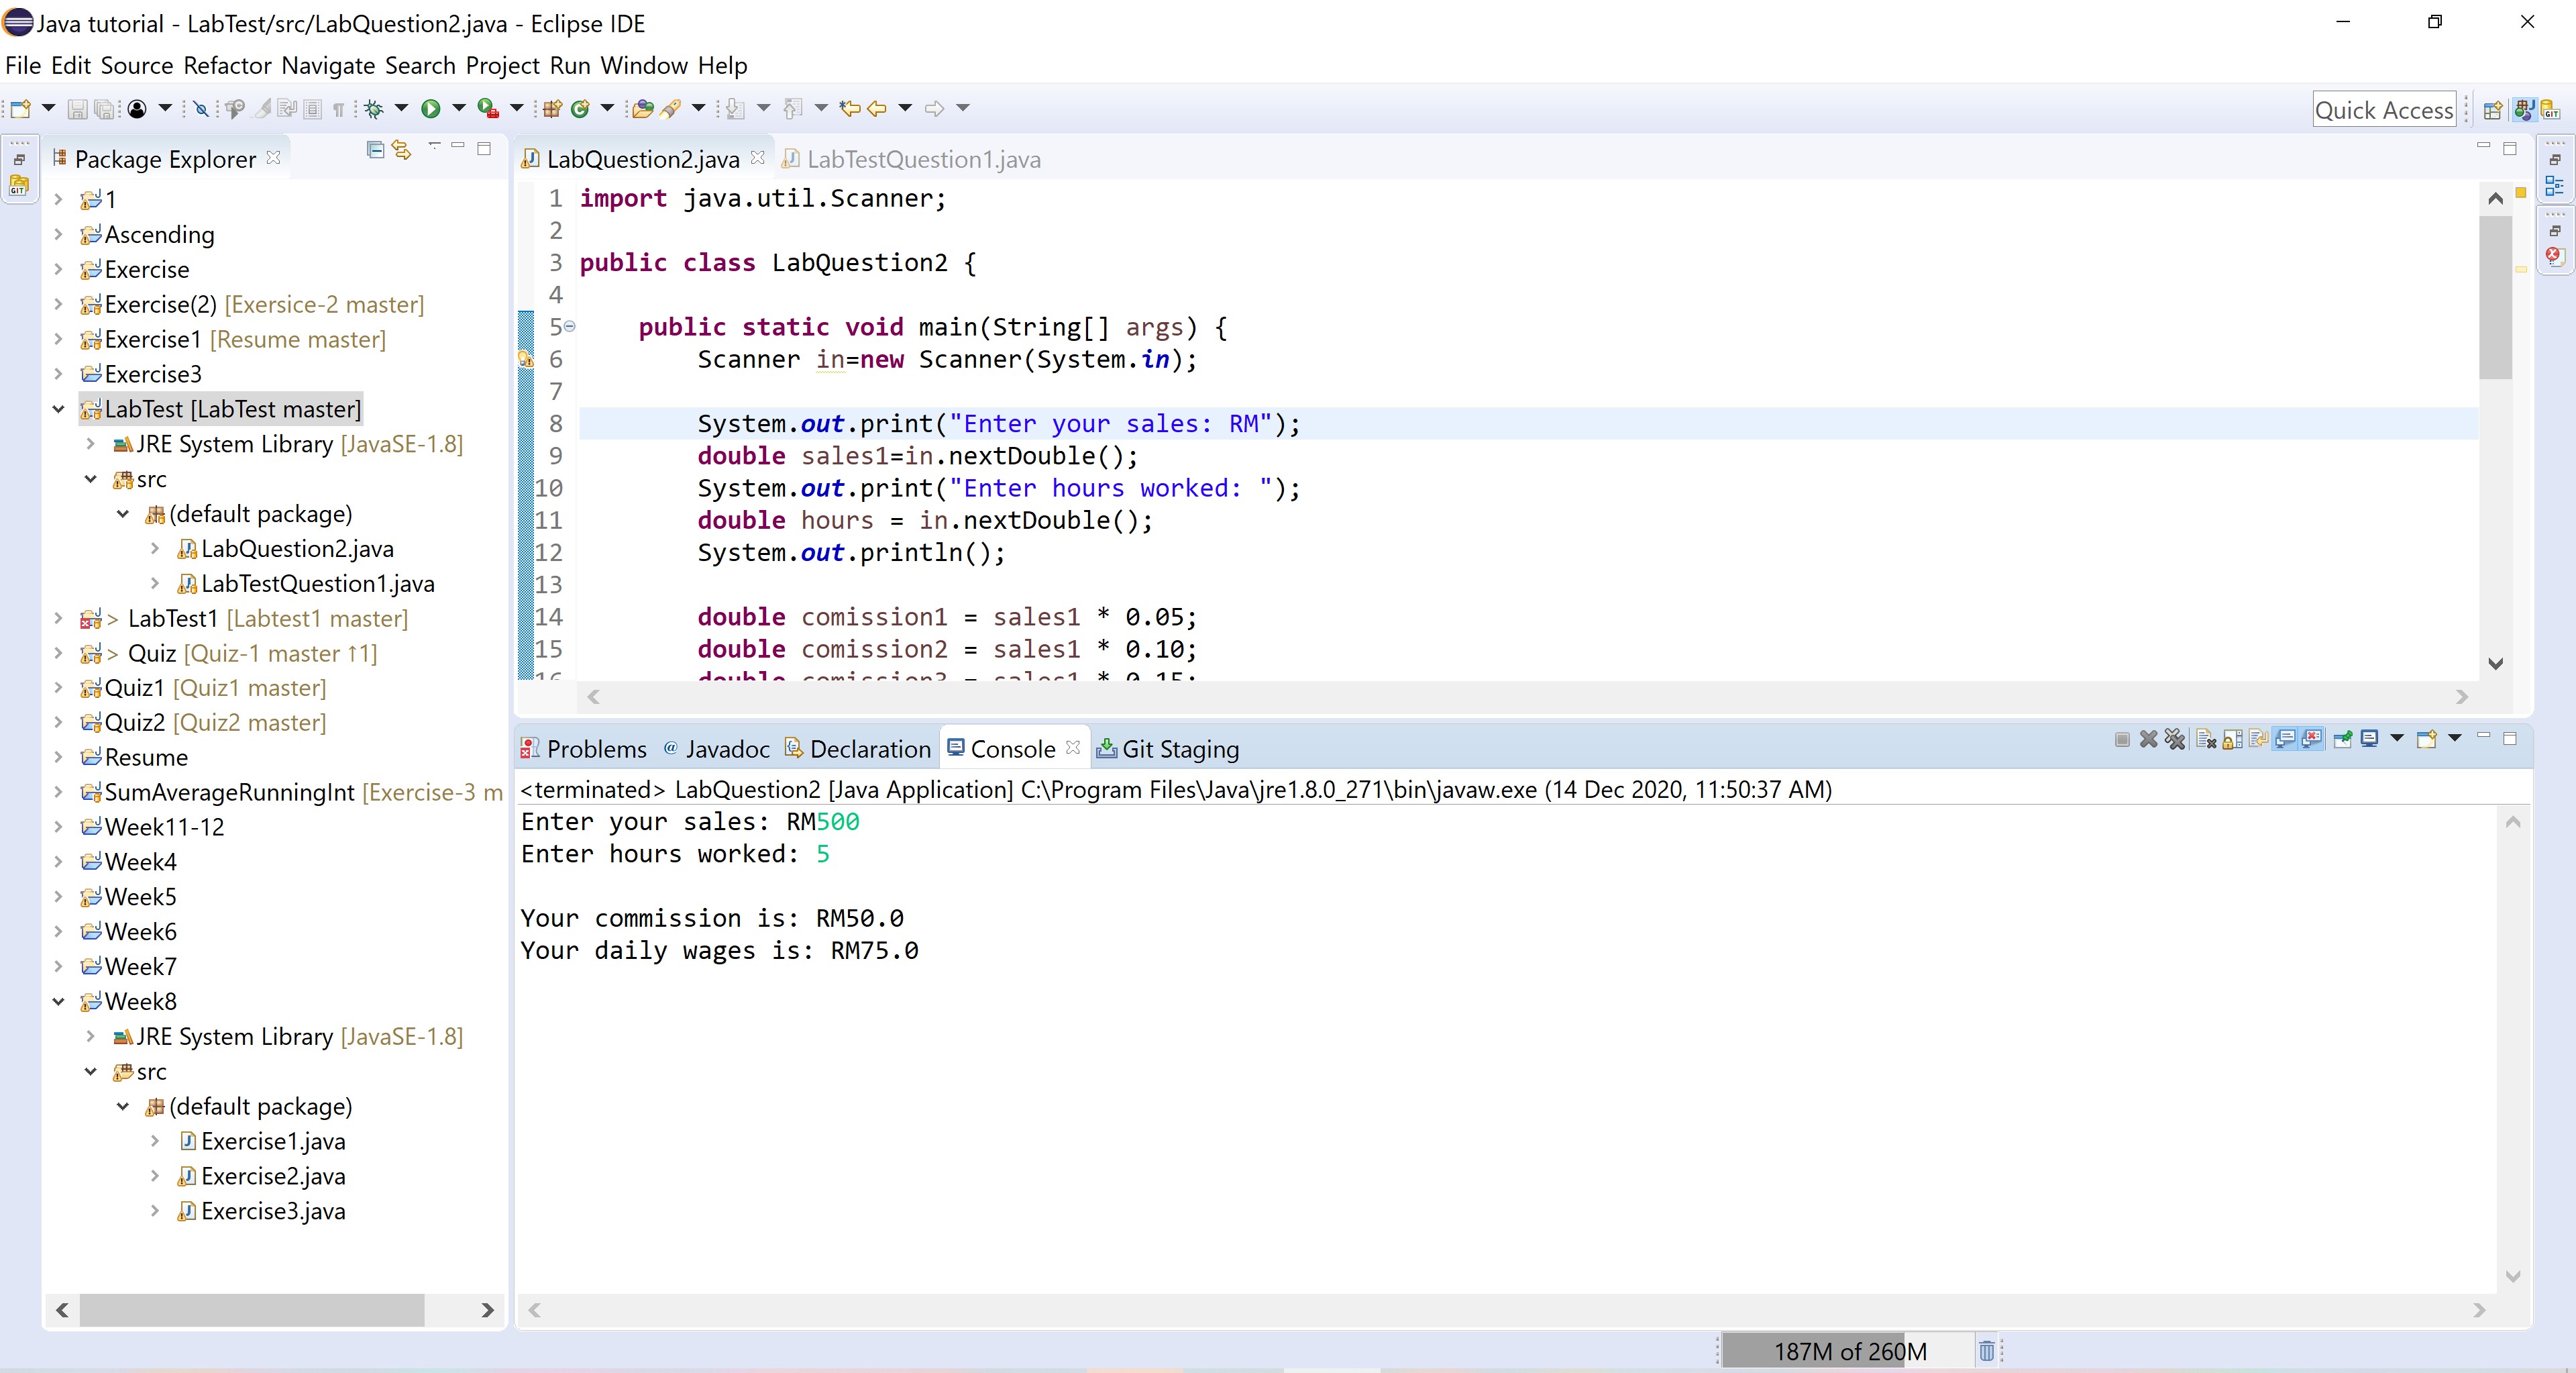 Java tutorial - LabTest/src/LabQuestion2.java - Eclipse IDE
File Edit Source Refactor Navigate Search Project Run Window Help
Quick Access
Package Explorer
1
Ascending
Exercise
Exercise(2) [Exersice-2 master]
Exercise1 [Resume master]
Exercise3
LabTest [LabTest master]
JRE System Library [JavaSE-1.8]
src
(default package)
LabQuestion2.java
LabTestQuestion1.java
> LabTest1 [Labtest1 master]
> Quiz [Quiz-1 master ↑1]
Quiz1 [Quiz1 master]
Quiz2 [Quiz2 master]
Resume
SumAverageRunningInt [Exercise-3 m
Week11-12
Week4
Week5
Week6
Week7
Week8
JRE System Library [JavaSE-1.8]
src
(default package)
Exercise1.java
Exercise2.java
Exercise3.java
LabQuestion2.java LabTestQuestion1.java
1 import java.util.Scanner;
2
3 public class LabQuestion2 {
4
5 public static void main(String[] args) {
6 Scanner in=new Scanner(System.in);
7
8 System.out.print("Enter your sales: RM");
9 double sales1=in.nextDouble();
10 System.out.print("Enter hours worked: ");
11 double hours = in.nextDouble();
12 System.out.println();
13
14 double comission1 = sales1 * 0.05;
15 double comission2 = sales1 * 0.10;
16 double comission3 = sales1 * 0.15;
Problems Javadoc Declaration Console Git Staging
<terminated> LabQuestion2 [Java Application] C:\Program Files\Java\jre1.8.0_271\bin\javaw.exe (14 Dec 2020, 11:50:37 AM)
Enter your sales: RM500
Enter hours worked: 5
Your commission is: RM50.0
Your daily wages is: RM75.0
187M of 260M